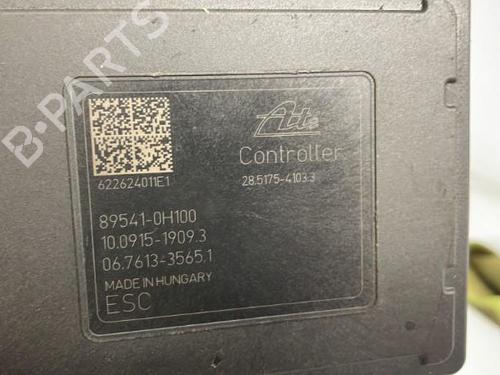 B-PARTS
Ate
Controller
622624011E1
28.5175-4103.3
89541-0H100
10.0915-1909.3
06.7613-3565.1
MADE IN HUNGARY
ESC